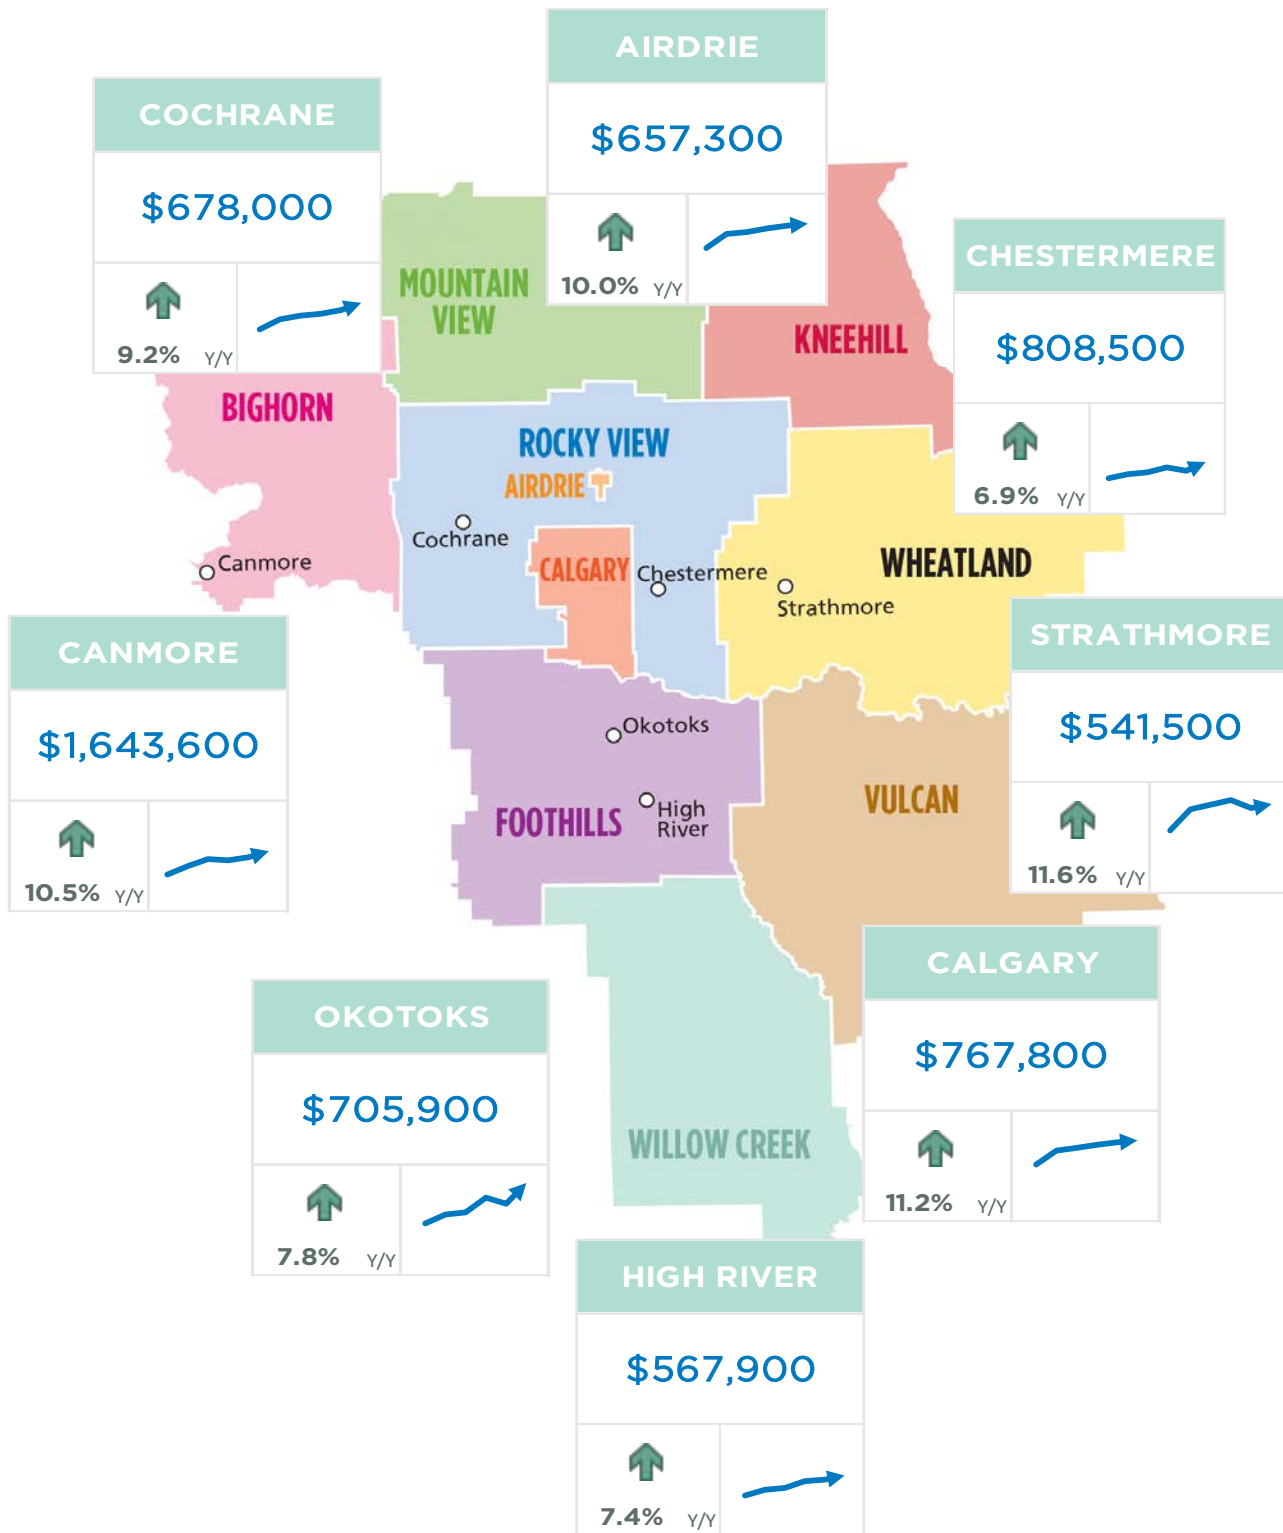 AIRDRIE
$657,300
10.0% Y/Y
COCHRANE
$678,000
9.2% Y/Y
CHESTERMERE
$808,500
6.9% Y/Y
MOUNTAIN
VIEW
KNEEHILL
BIGHORN
ROCKY VIEW
AIRDRIE
Cochrane
Canmore
CALGARY
Chestermere
WHEATLAND
Strathmore
STRATHMORE
$541,500
11.6% Y/Y
CANMORE
$1,643,600
10.5% Y/Y
Okotoks
High
River
FOOTHILLS
VULCAN
CALGARY
$767,800
11.2% Y/Y
OKOTOKS
$705,900
7.8% Y/Y
WILLOW CREEK
HIGH RIVER
$567,900
7.4% Y/Y